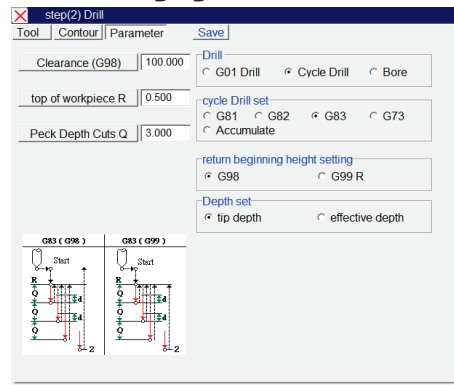 step(2) Drill
Tool Contour Parameter Save
Clearance (G98) 100.000
top of workpiece R 0.500
Peck Depth Cuts Q 3.000
Drill
G01 Drill Cycle Drill Bore
cycle Drill set
G81 G82 G83 G73
Accumulate
return beginning height setting
G98 G99 R
Depth set
tip depth effective depth
G83 ( G98 ) G83 ( G99 )
Start Start
R R
Q d Q d
Q Q
Q d Q d
Q Q
Z Z